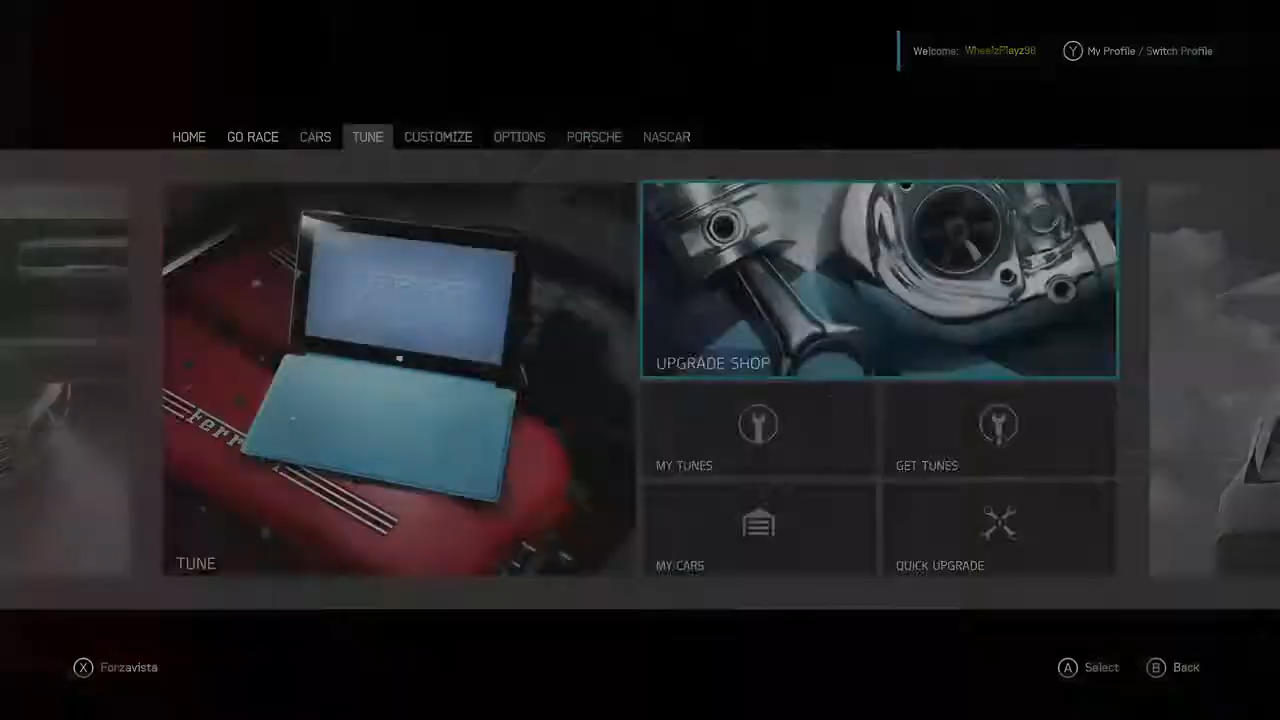 Welcome: WheelzPlayz98
Y My Profile / Switch Profile
HOME GO RACE CARS TUNE CUSTOMIZE OPTIONS PORSCHE NASCAR
Ferr
TUNE
UPGRADE SHOP
MY TUNES
GET TUNES
MY CARS
QUICK UPGRADE
X Forzavista
A Select B Back